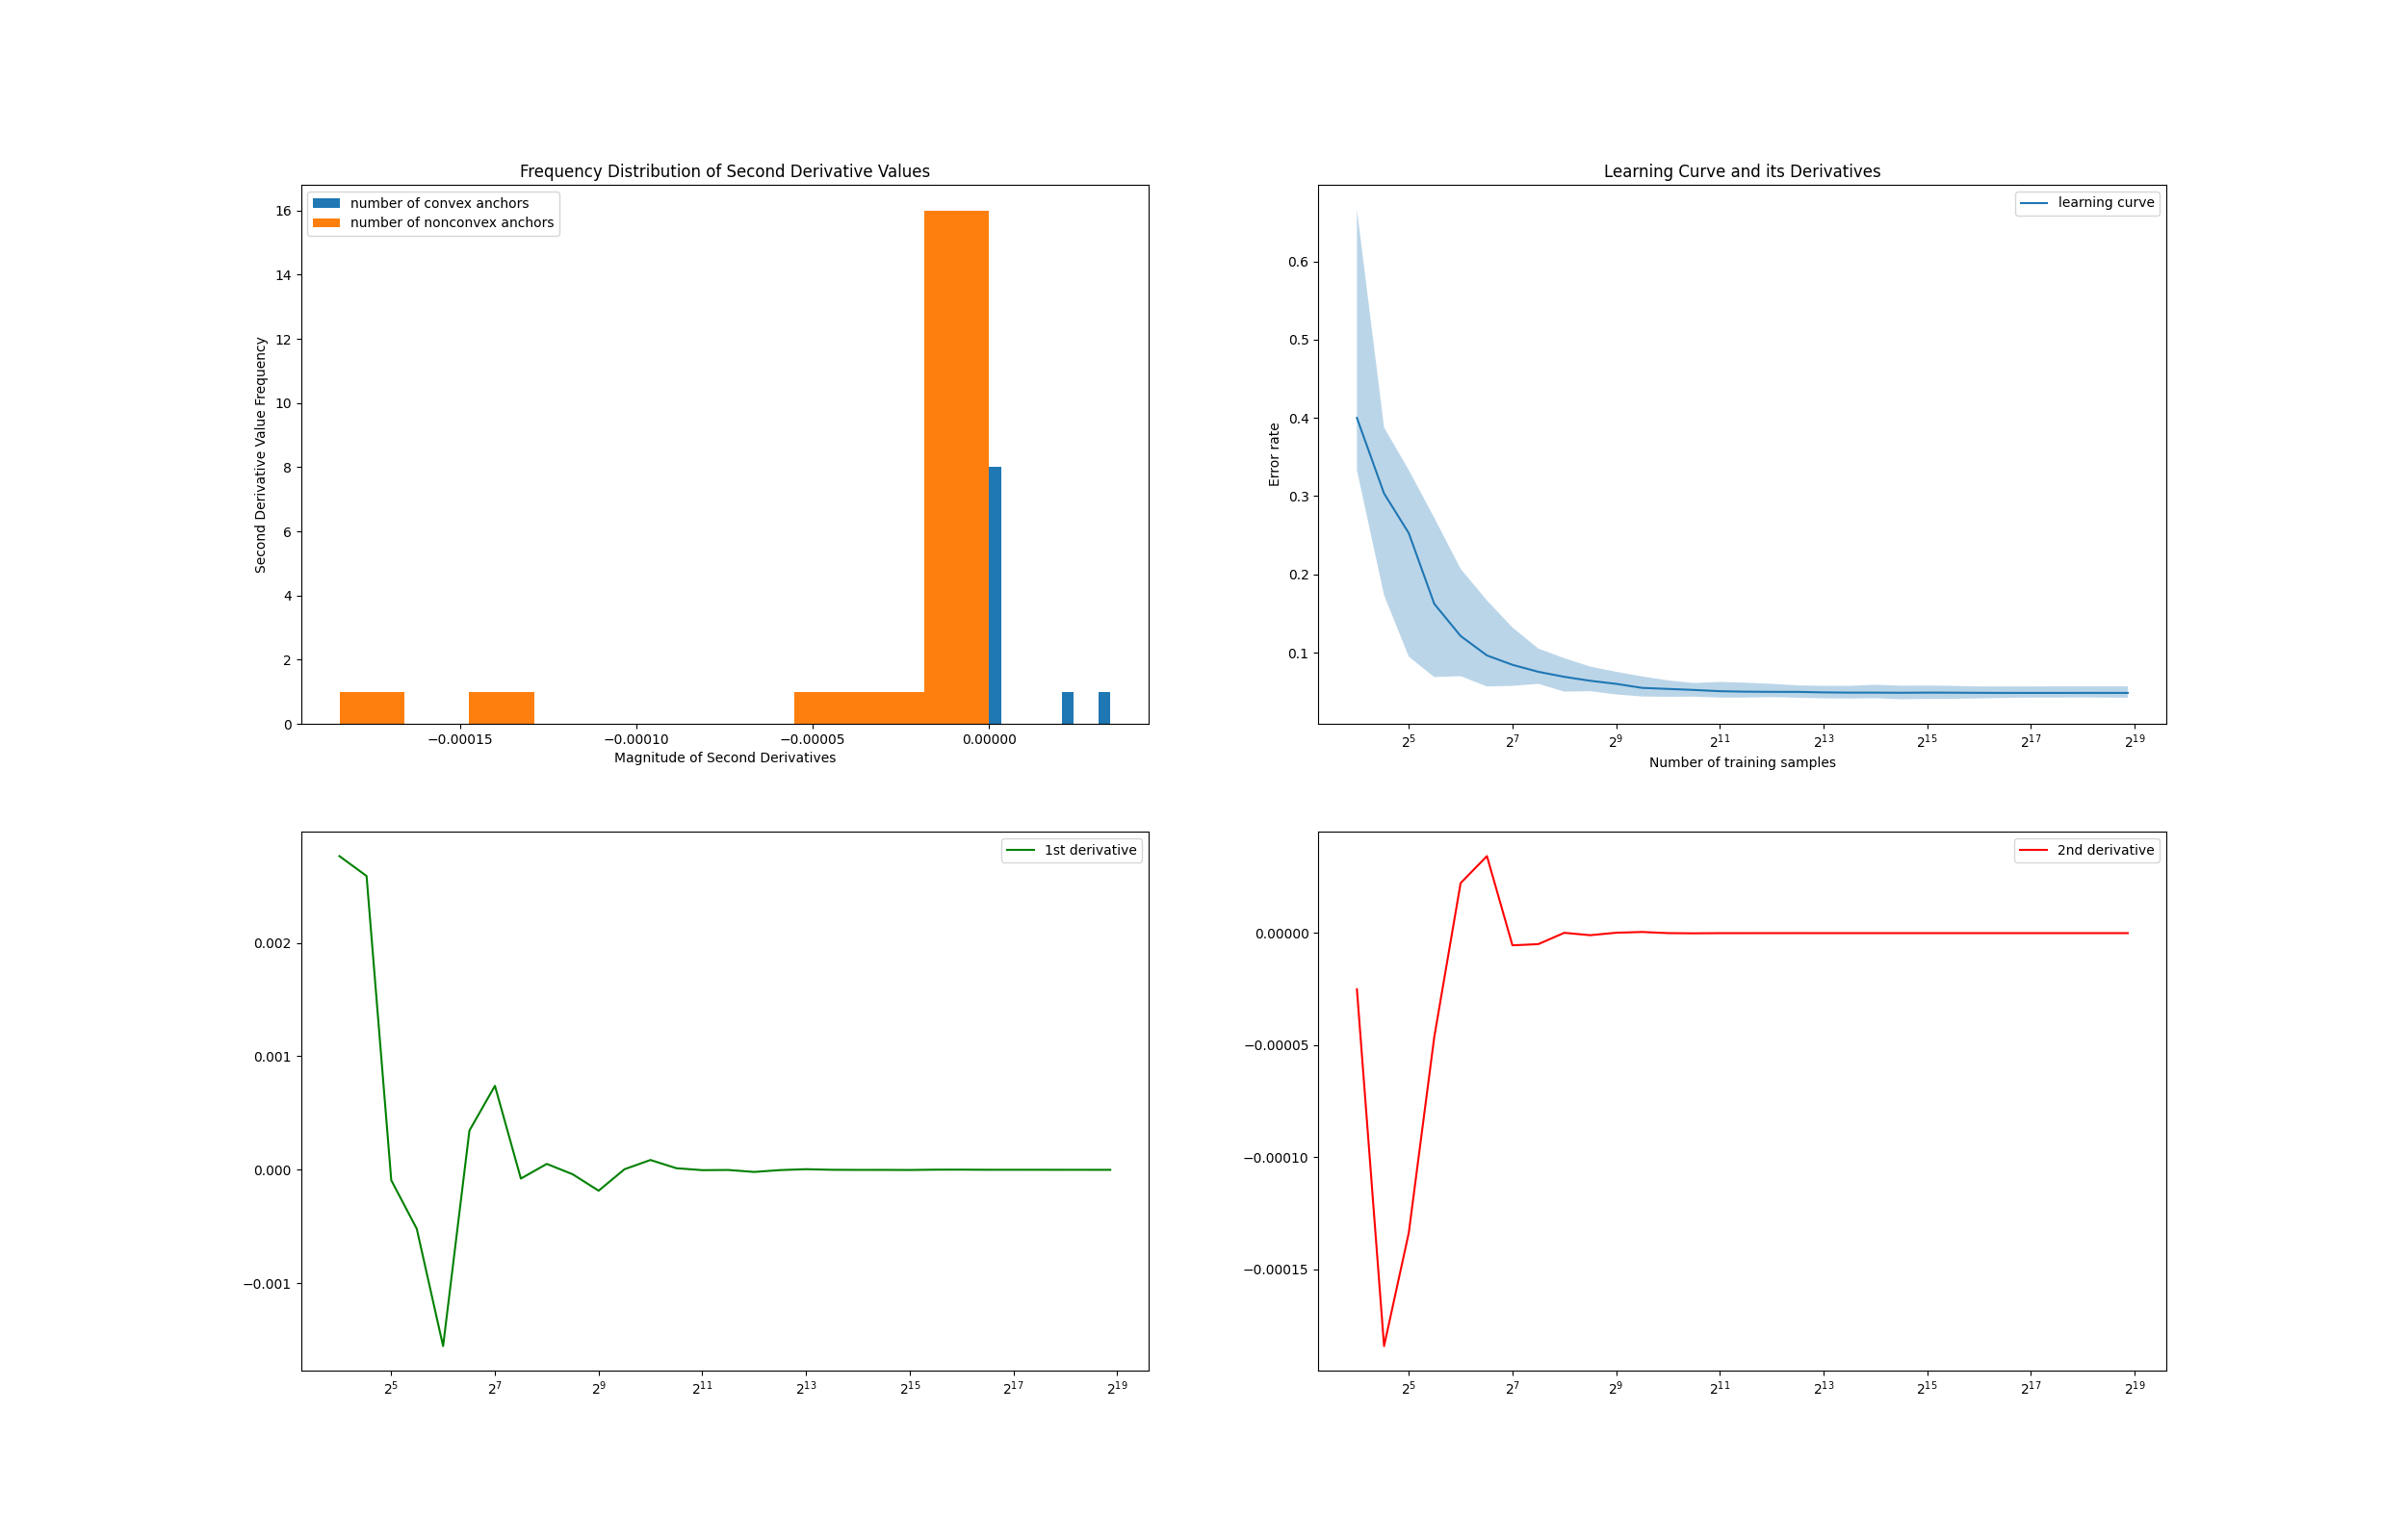 Frequency Distribution of Second Derivative Values
number of convex anchors
number of nonconvex anchors
16
14
12
10
8
6
4
2
0
Second Derivative Value Frequency
−0.00015 −0.00010 −0.00005 0.00000
Magnitude of Second Derivatives
Learning Curve and its Derivatives
learning curve
0.6
0.5
0.4
0.3
0.2
0.1
Error rate
2^5 2^7 2^9 2^11 2^13 2^15 2^17 2^19
Number of training samples
1st derivative
0.002
0.001
0.000
−0.001
2^5 2^7 2^9 2^11 2^13 2^15 2^17 2^19
2nd derivative
0.00000
−0.00005
−0.00010
−0.00015
2^5 2^7 2^9 2^11 2^13 2^15 2^17 2^19